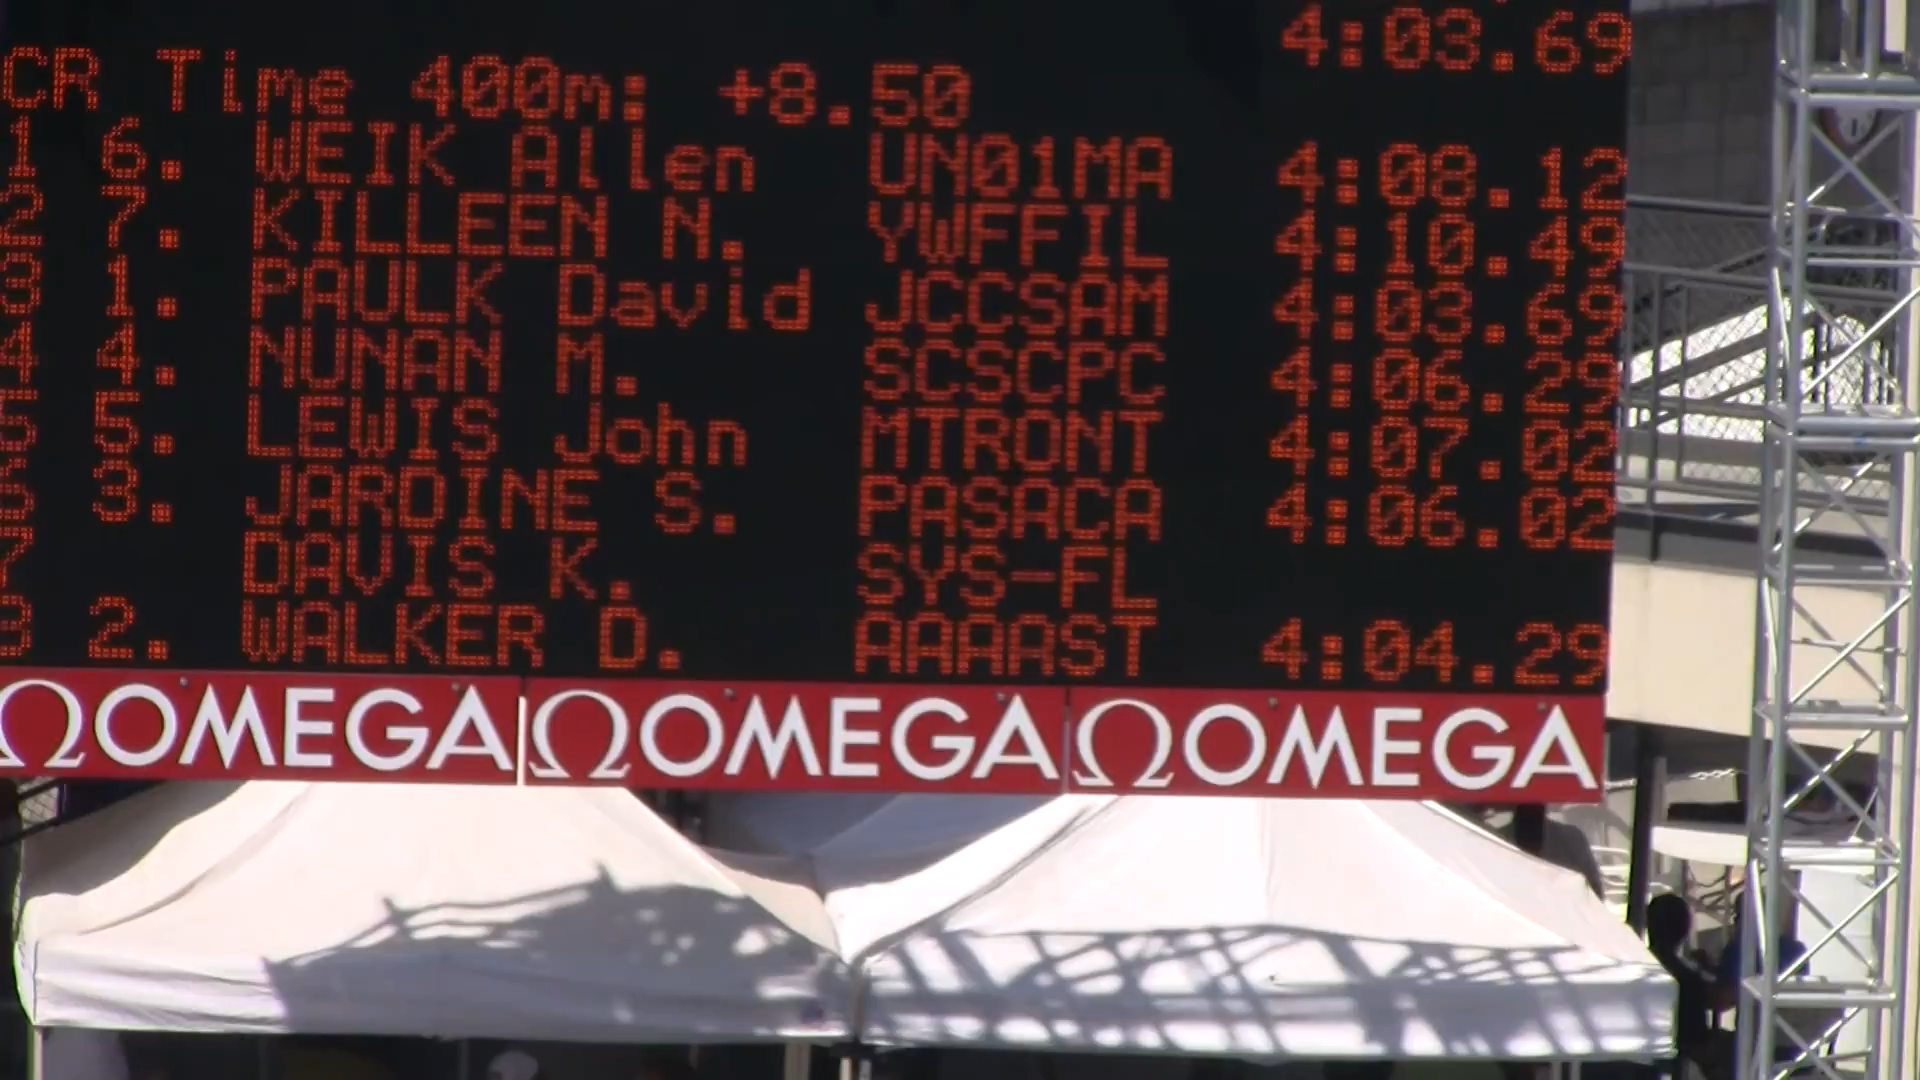 4:03.69
CR Time 400m: +8.50
1 6. WEIK Allen UN01MA 4:08.12
2 7. KILLEEN N. YWFFIL 4:10.49
3 1. PAULK David JCCSAM 4:03.69
4 4. NUNAN M. SCSCPC 4:06.29
5 5. LEWIS John MTRONT 4:07.02
6 3. JARDINE S. PASACA 4:06.02
7 DAVIS K. SYS-FL
8 2. WALKER D. AAAAST 4:04.29
Ω OMEGA Ω OMEGA Ω OMEGA